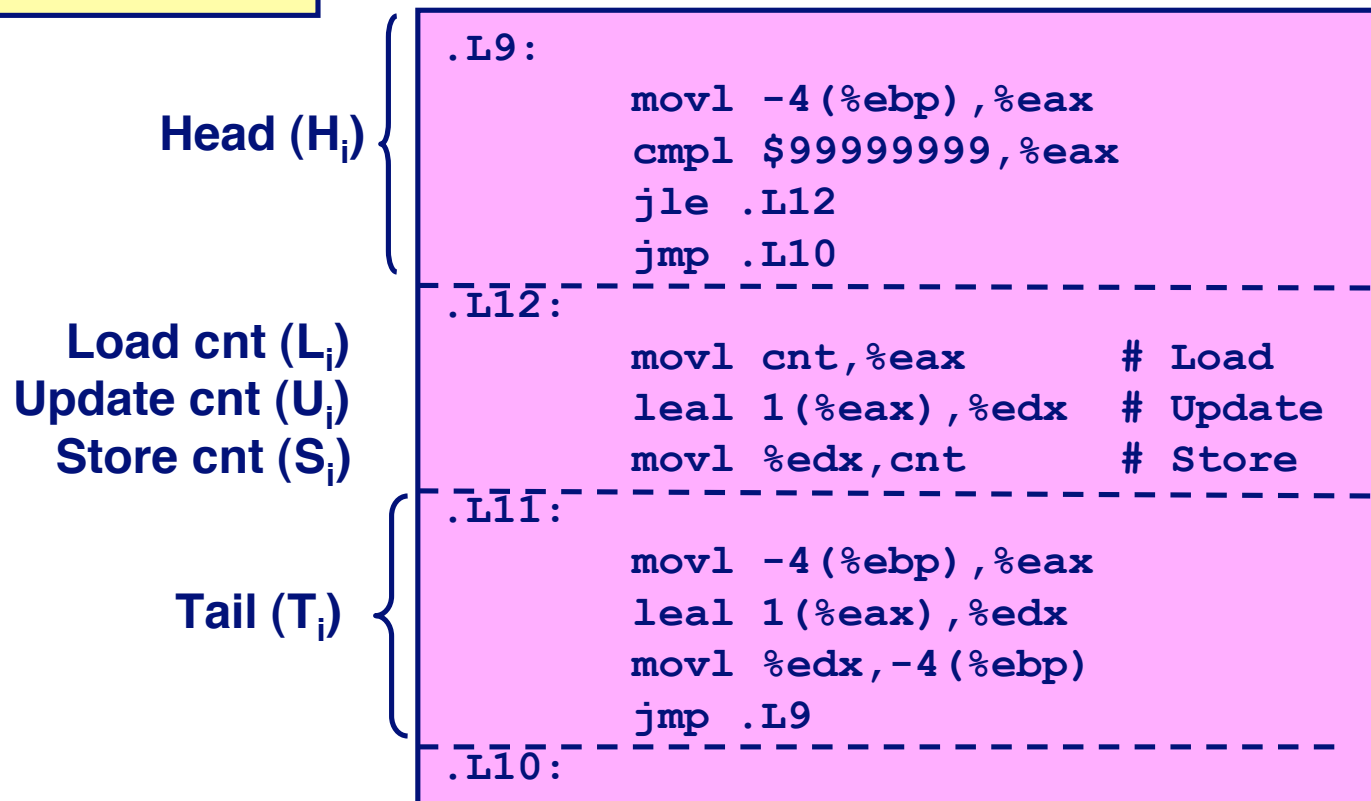 Head (Hi)
.L9:
movl -4(%ebp),%eax
cmpl $99999999,%eax
jle .L12
jmp .L10
Load cnt (Li)
Update cnt (Ui)
Store cnt (Si)
.L12:
movl cnt,%eax # Load
leal 1(%eax),%edx # Update
movl %edx,cnt # Store
Tail (Ti)
.L11:
movl -4(%ebp),%eax
leal 1(%eax),%edx
movl %edx,-4(%ebp)
jmp .L9
.L10: